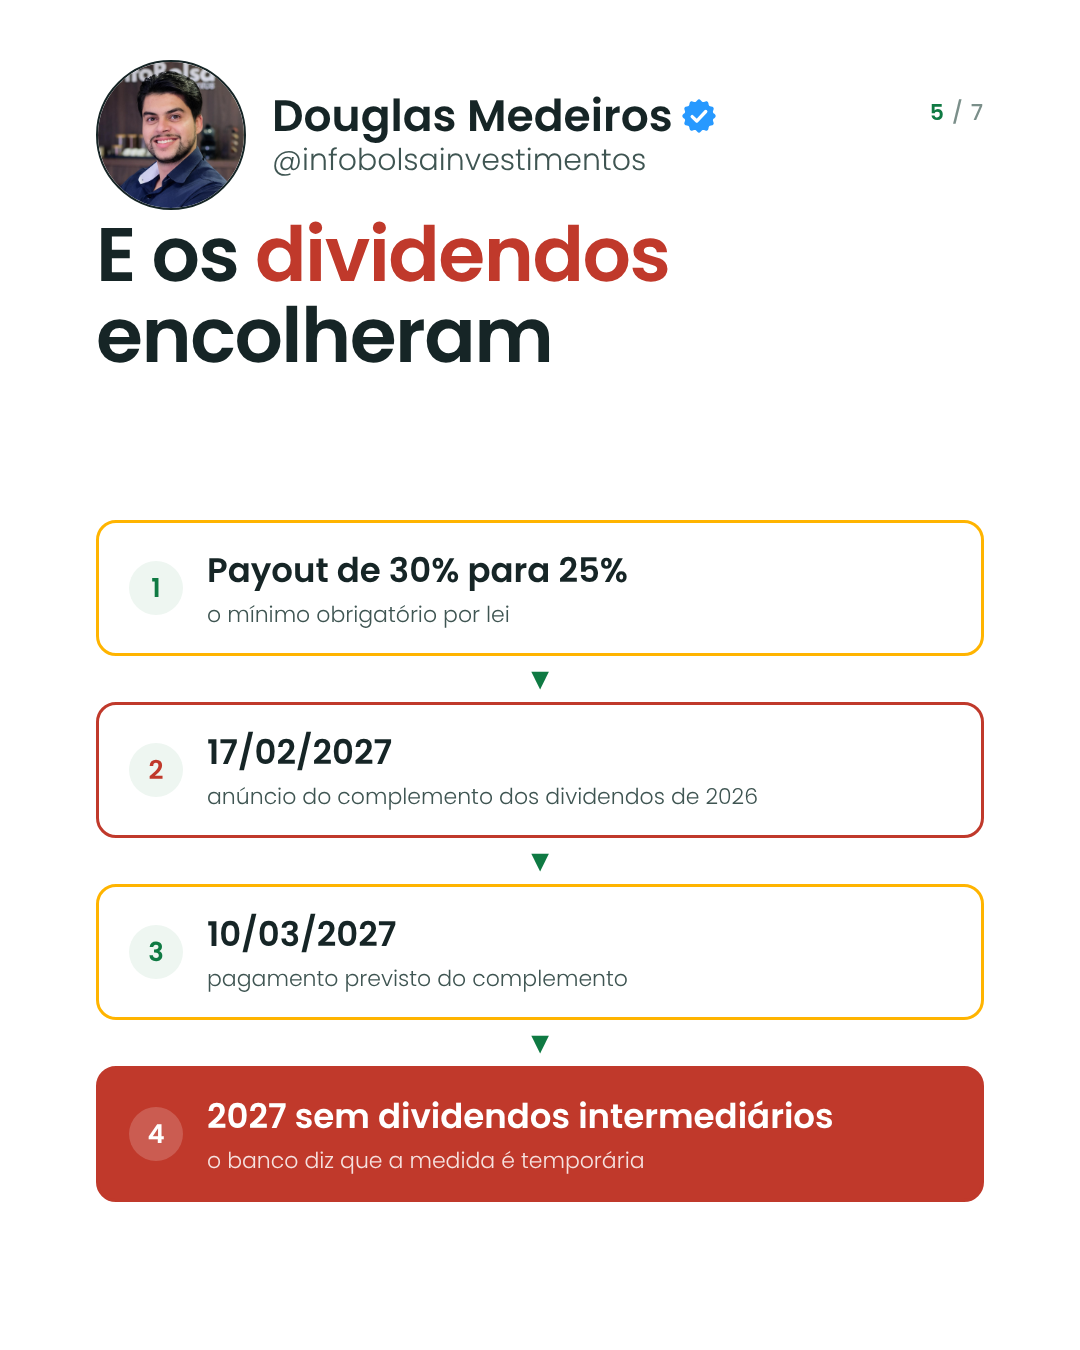 Douglas Medeiros
@infobolsainvestimentos
5 / 7
E os dividendos
encolheram
1
Payout de 30% para 25%
o mínimo obrigatório por lei
2
17/02/2027
anúncio do complemento dos dividendos de 2026
3
10/03/2027
pagamento previsto do complemento
4
2027 sem dividendos intermediários
o banco diz que a medida é temporária